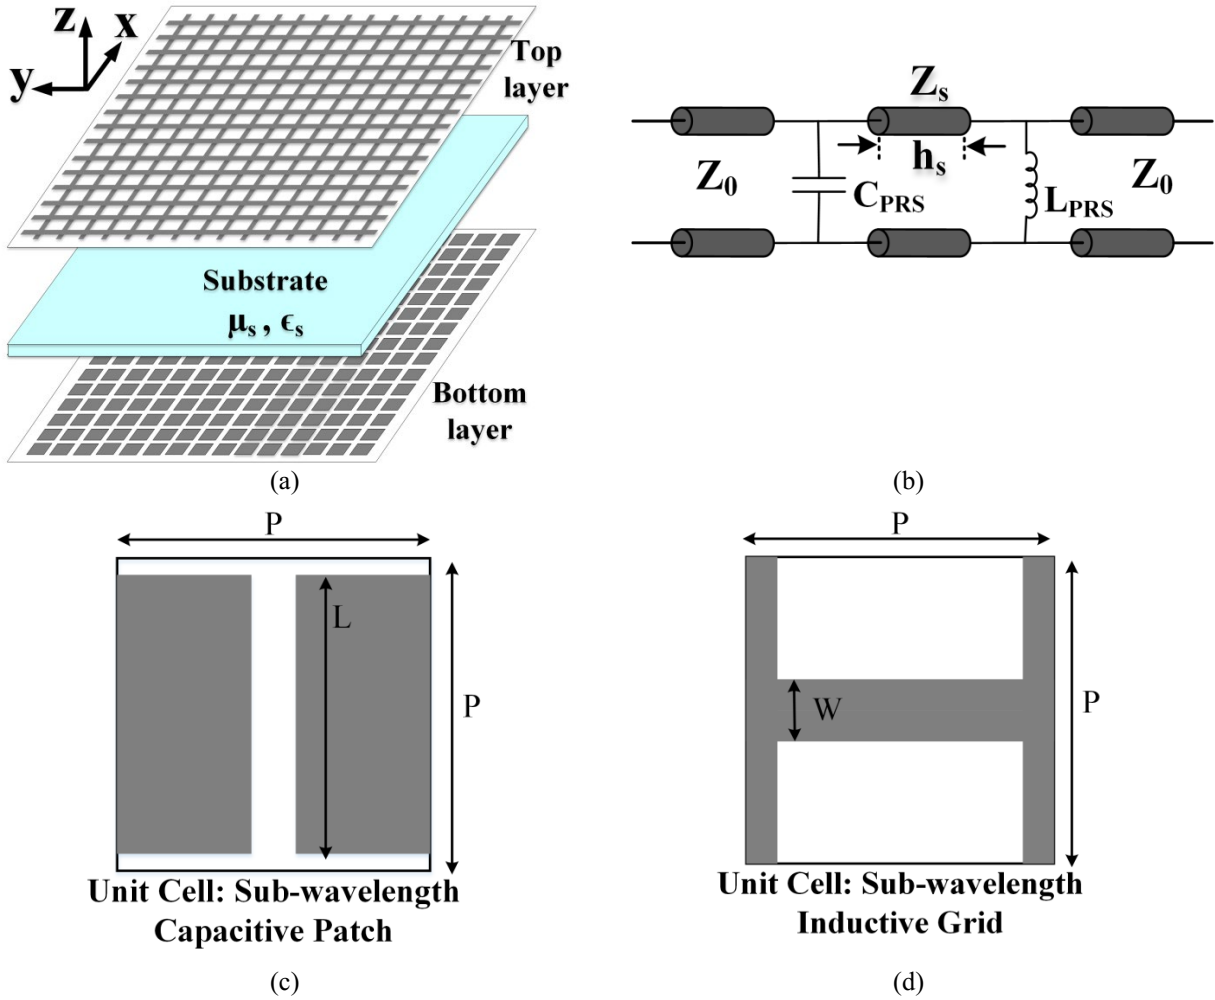 z
x
y
Top
layer
Substrate
μs , ϵs
Bottom
layer
(a)
Zs
hs
Z0
CPRS
LPRS
Z0
(b)
P
L
P
Unit Cell: Sub-wavelength
Capacitive Patch
(c)
P
W
P
Unit Cell: Sub-wavelength
Inductive Grid
(d)